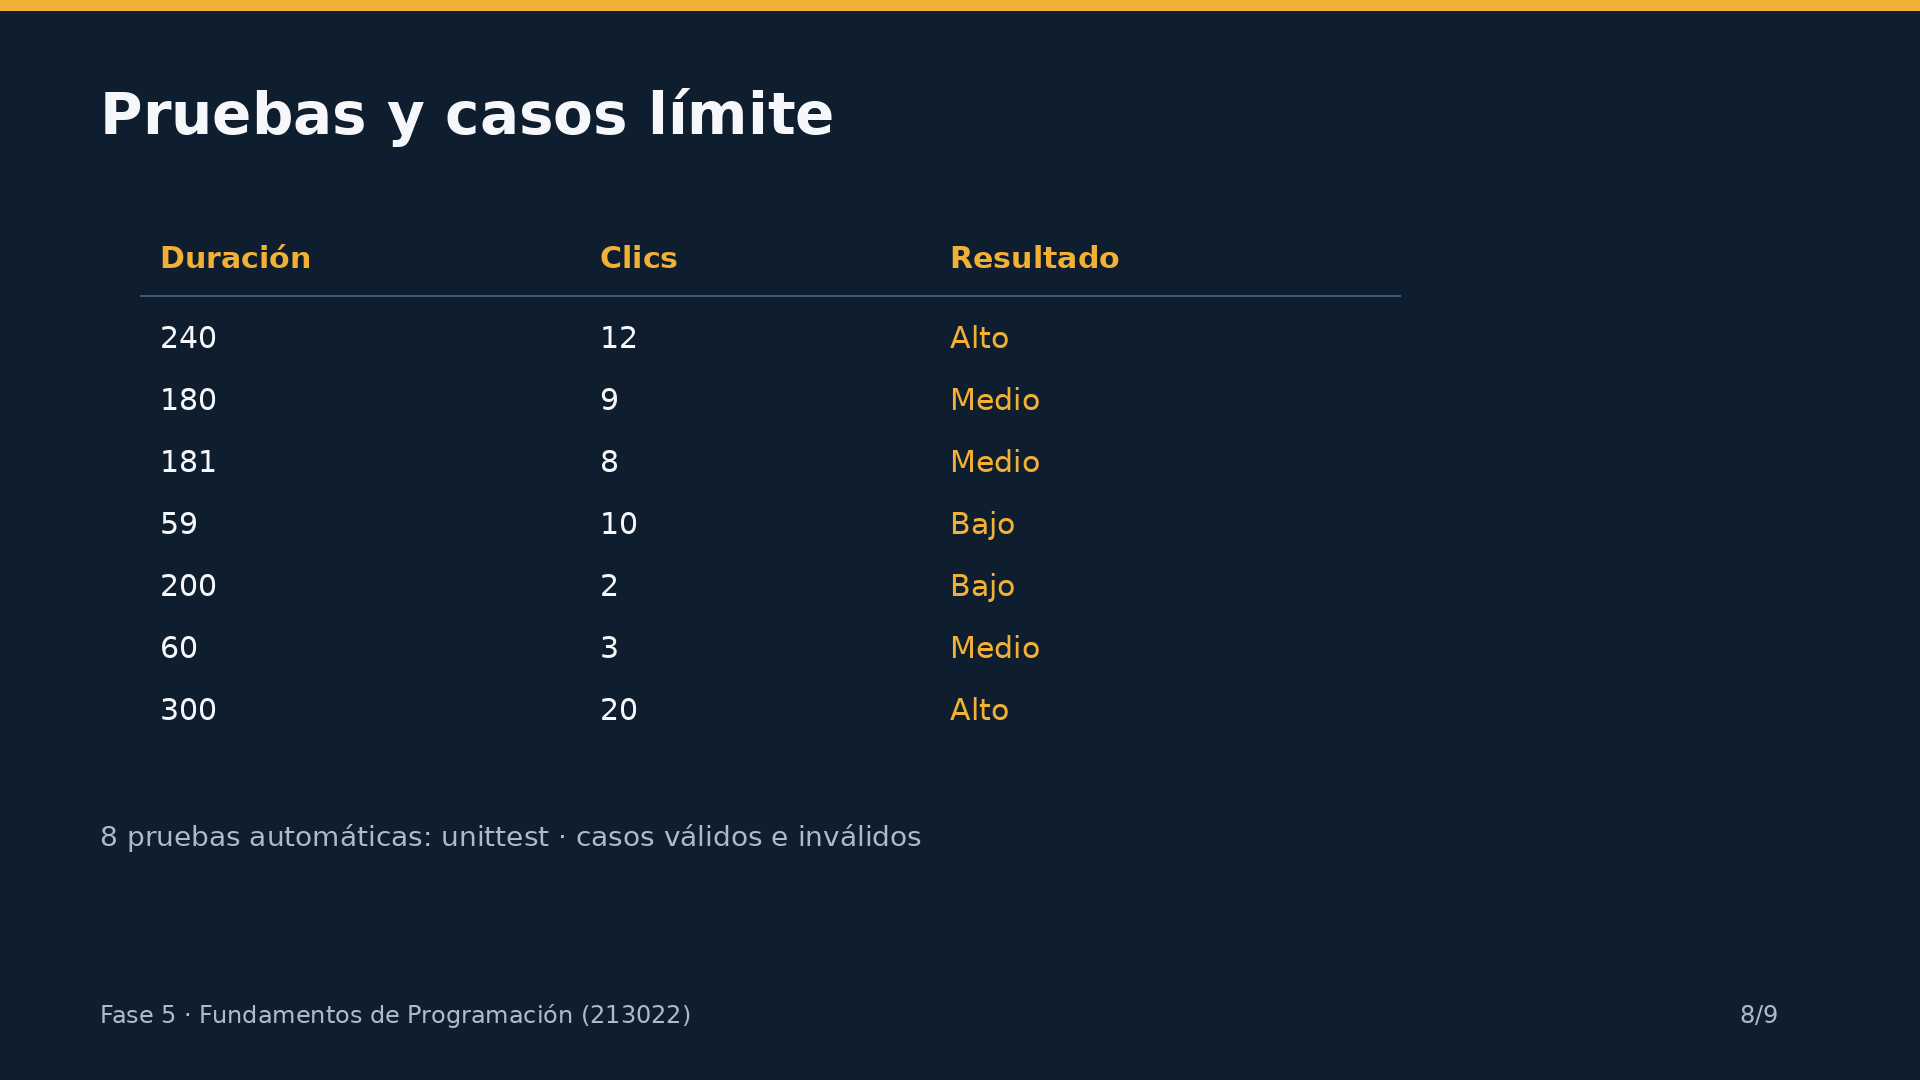 Pruebas y casos límite
Duración Clics Resultado
240 12 Alto
180 9 Medio
181 8 Medio
59 10 Bajo
200 2 Bajo
60 3 Medio
300 20 Alto
8 pruebas automáticas: unittest · casos válidos e inválidos
Fase 5 · Fundamentos de Programación (213022) 8/9